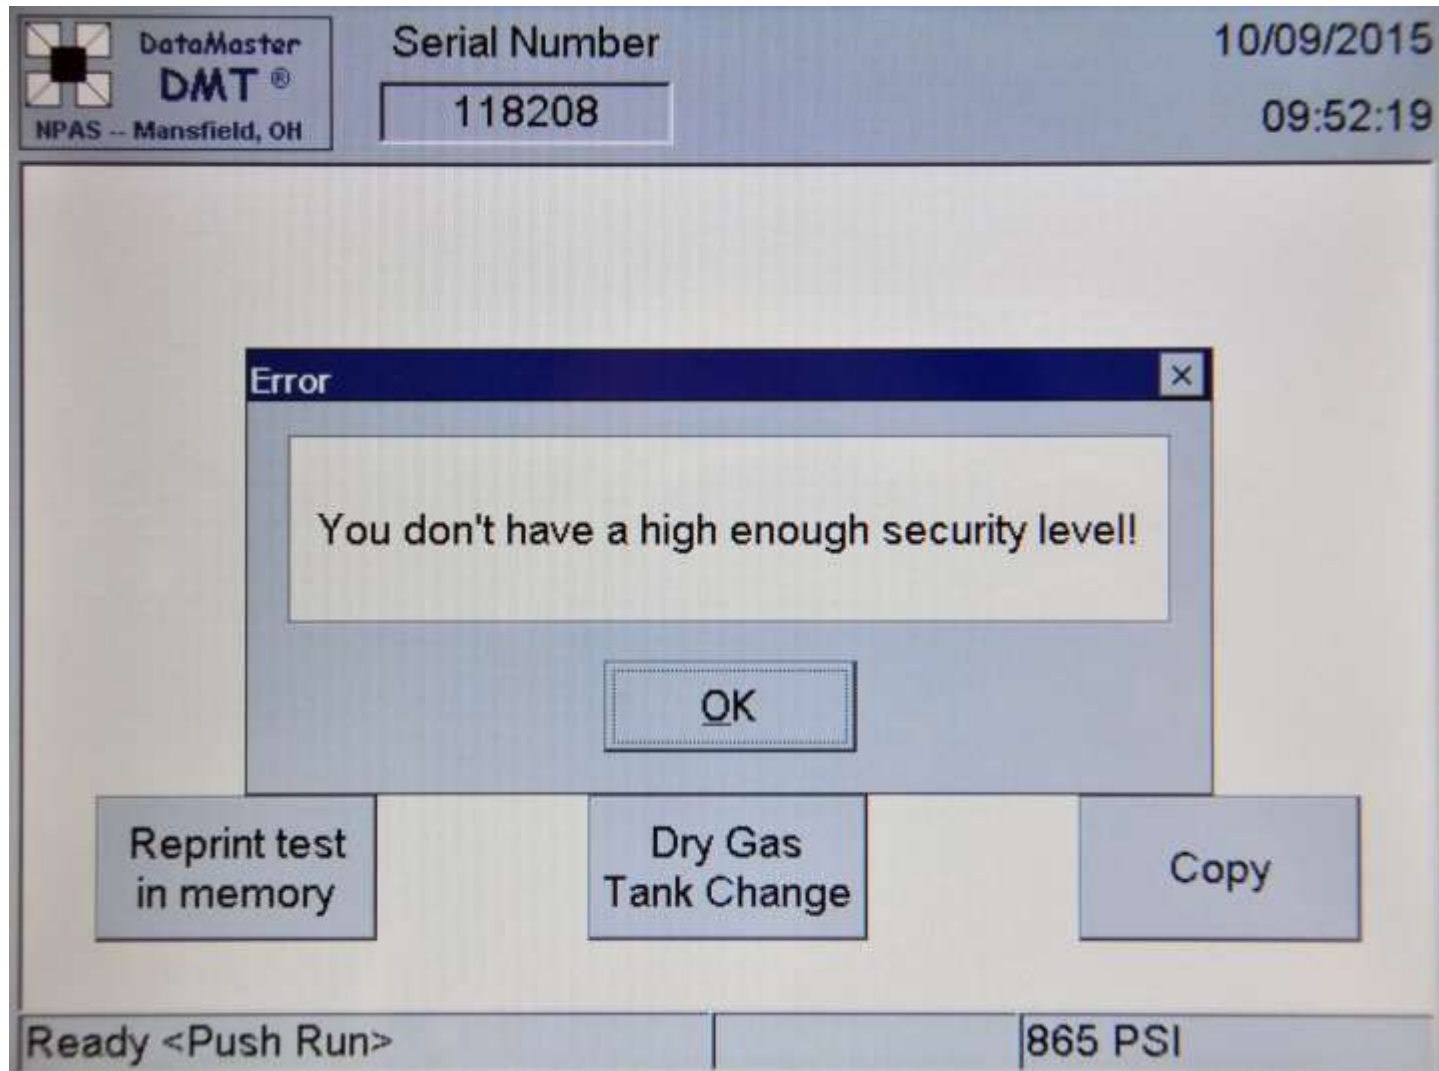 DataMaster
DMT ®
NPAS -- Mansfield, OH
Serial Number
118208
10/09/2015
09:52:19
Error
You don't have a high enough security level!
OK
Reprint test
in memory
Dry Gas
Tank Change
Copy
Ready <Push Run>
865 PSI